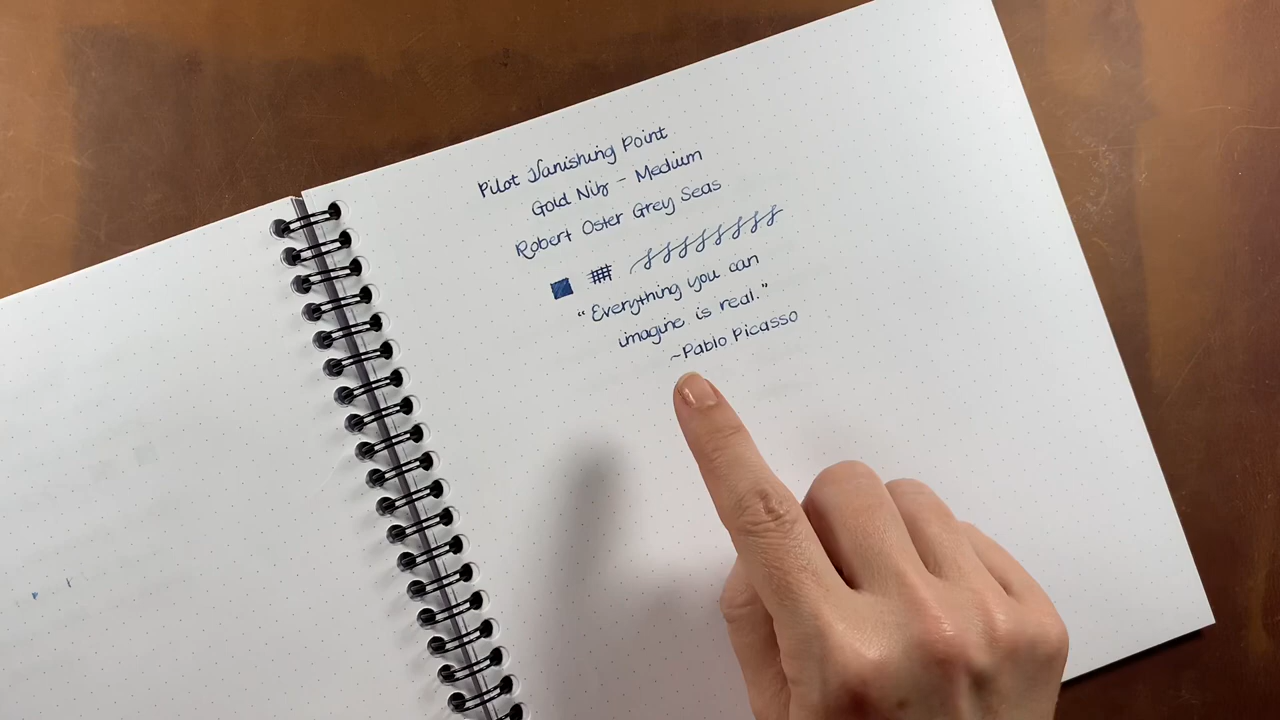 Pilot Vanishing Point
Gold Nib - Medium
Robert Oster Grey Seas
"Everything you can
imagine is real."
~Pablo Picasso